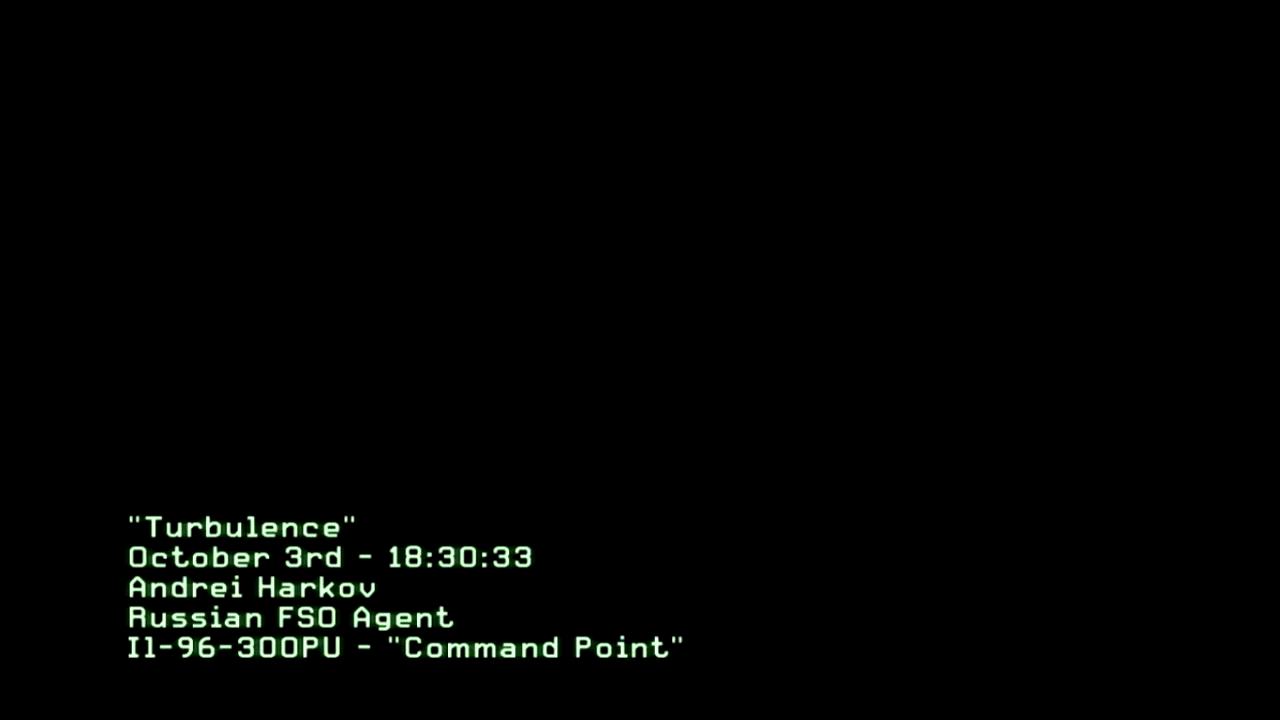 "Turbulence"
October 3rd - 18:30:33
Andrei Harkov
Russian FSO Agent
Il-96-300PU - "Command Point"